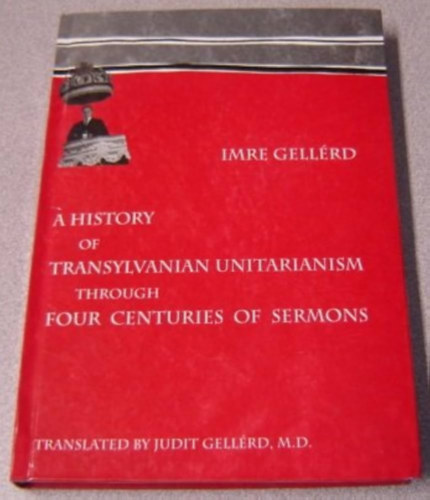 IMRE GELLÉRD
A HISTORY
OF
TRANSYLVANIAN UNITARIANISM
THROUGH
FOUR CENTURIES OF SERMONS
TRANSLATED BY JUDIT GELLÉRD, M.D.